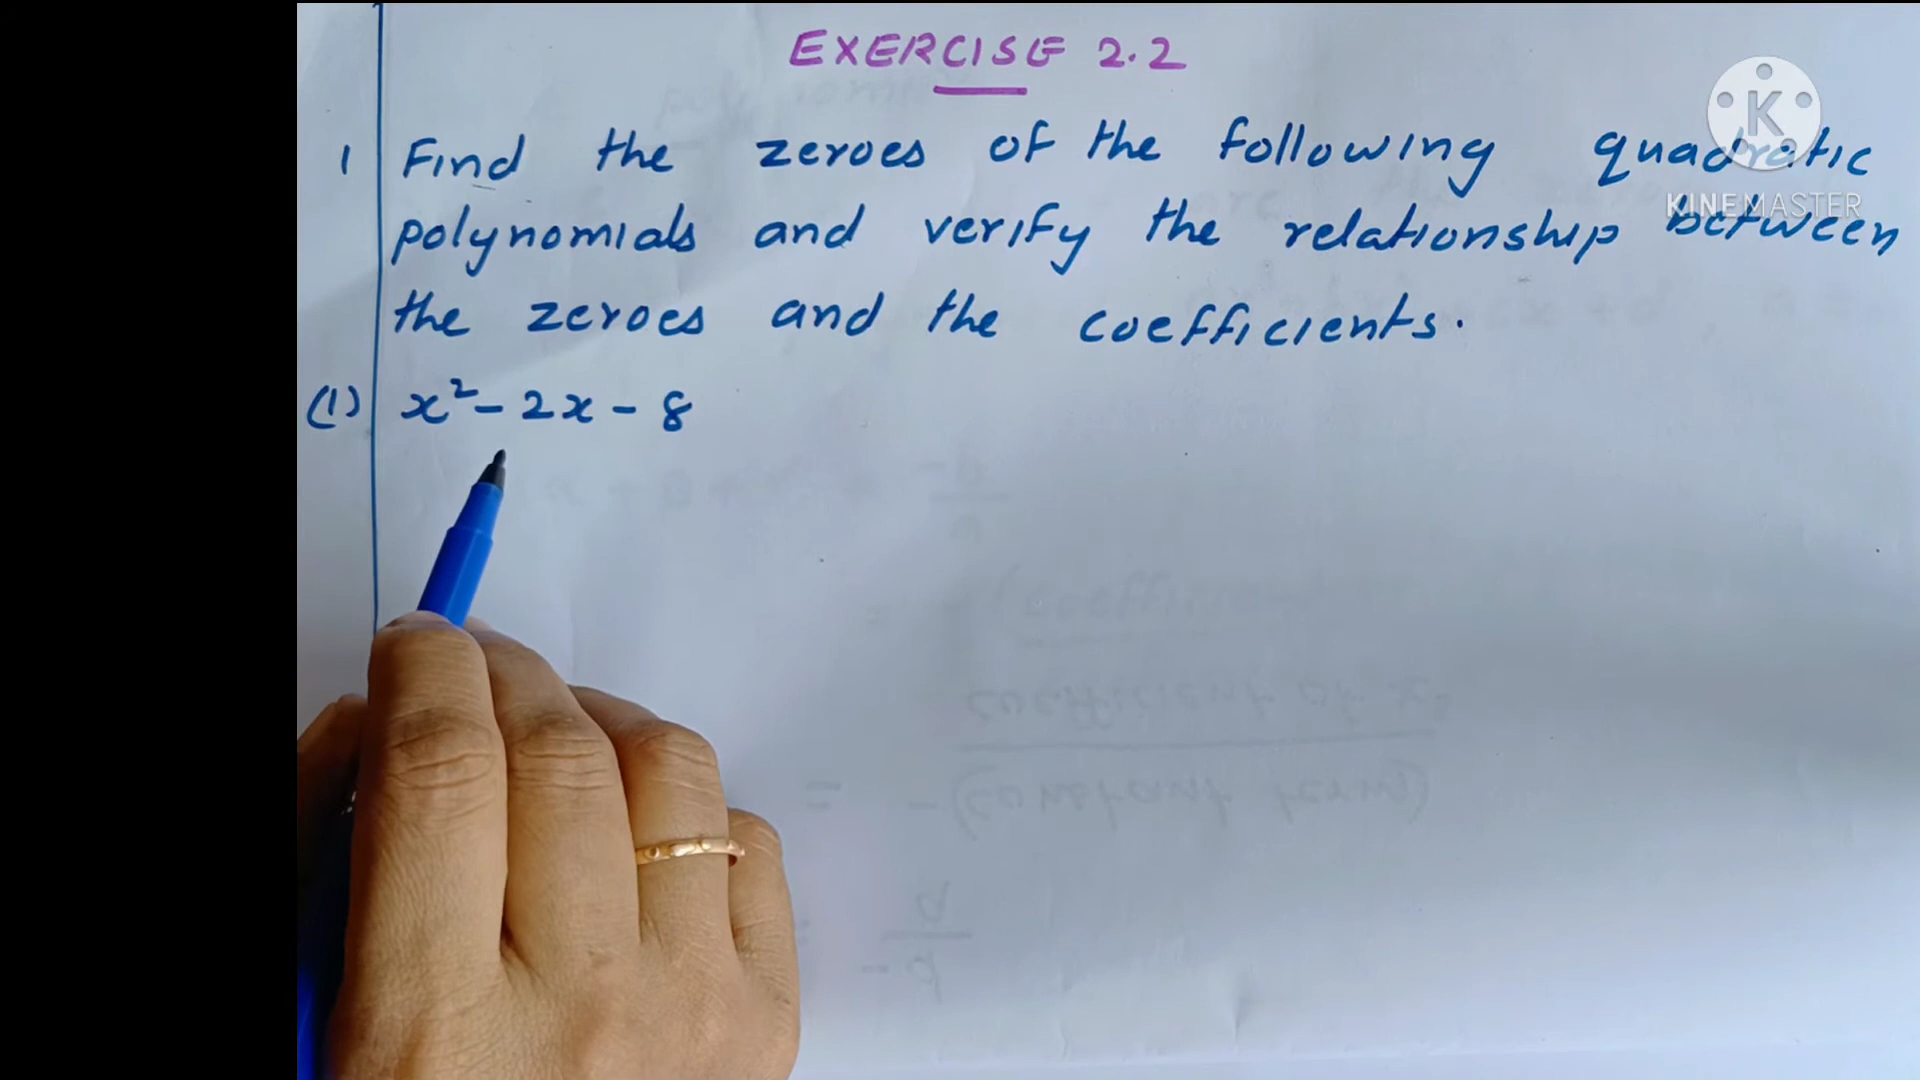 EXERCISE 2.2
1 Find the zeroes of the following quadratic
polynomials and verify the relationship between
the zeroes and the coefficients.
(1) x² - 2x - 8
K
KINEMASTER